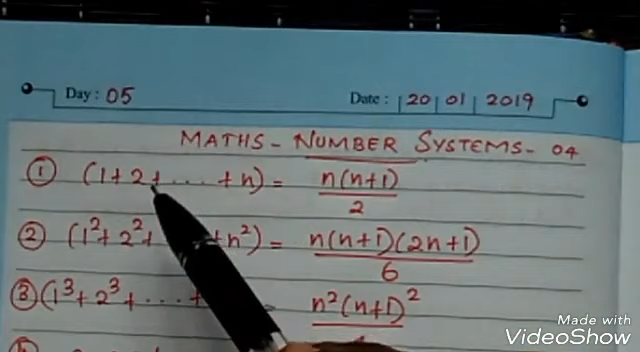 Day : 05 Date : | 20 | 01 | 2019
MATHS - NUMBER SYSTEMS - 04
① (1+2+ ... +n) = n(n+1)/2
② (1²+2²+ +n²) = n(n+1)(2n+1)/6
③ (1³+2³+ ...+ n²(n+1)²
Made with
VideoShow